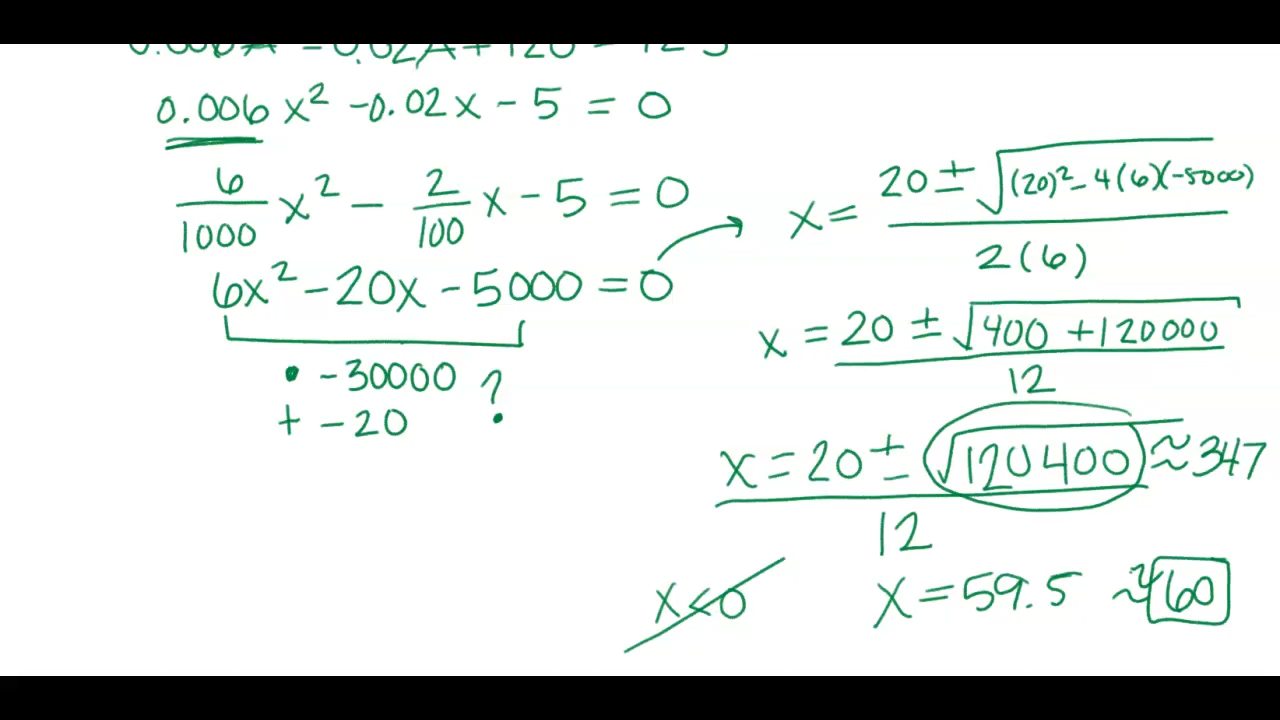 0.006x² - 0.02x - 5 = 0
6/1000 x² - 2/100 x - 5 = 0
6x² - 20x - 5000 = 0
• -30000 ?
+ -20
x = 20 ± √(20)² - 4(6)(-5000) / 2(6)
x = 20 ± √400 + 120000 / 12
x = 20 ± √120400 ≈ 347 / 12
x < 0
x = 59.5 ≈ 60